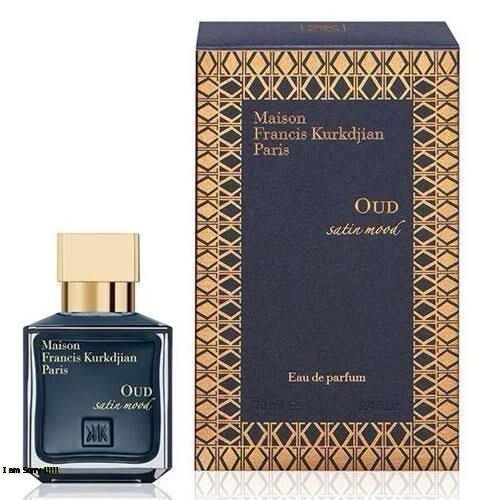 Maison
Francis Kurkdjian
Paris
OUD
satin mood
Eau de parfum
Maison
Francis Kurkdjian
Paris
OUD
satin mood
I am Sorry !!!!!